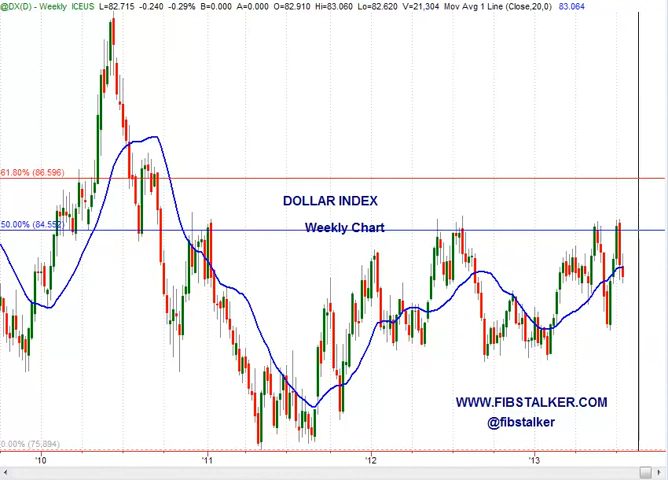 @DX(D) - Weekly ICEUS L=82.715 -0.240 -0.29% B=0.000 A=0.000 O=82.910 Hi=83.060 Lo=82.620 V=21,304 Mov Avg 1 Line (Close,20,0) 83.064
61.80% (86.596)
DOLLAR INDEX
50.00% (84.552)
Weekly Chart
WWW.FIBSTALKER.COM
@fibstalker
0.00% (75.894)
'10 '11 '12 '13